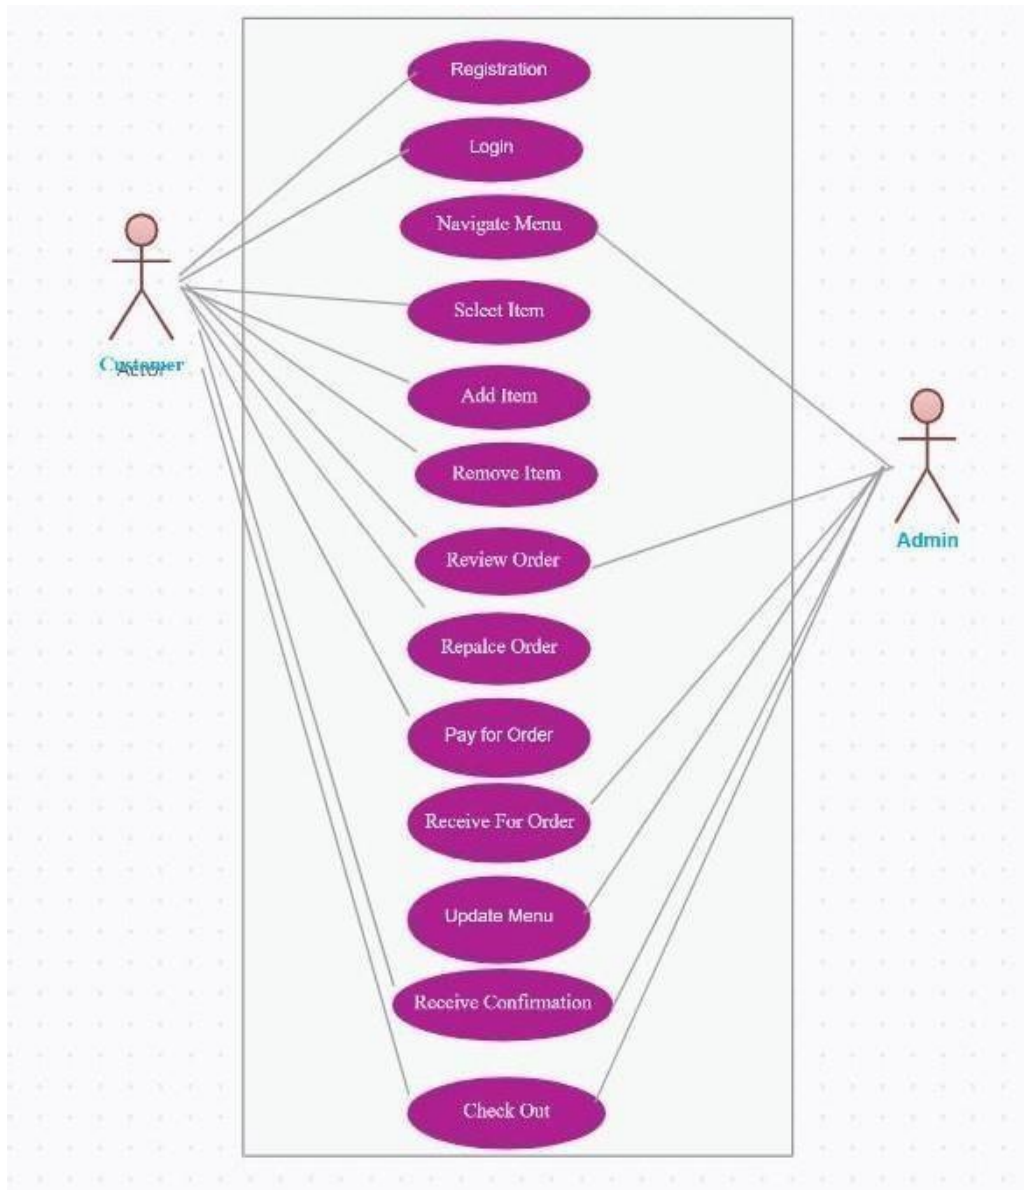 Registration
Login
Navigate Menu
Select Item
Add Item
Remove Item
Review Order
Repalce Order
Pay for Order
Receive For Order
Update Menu
Receive Confirmation
Check Out
Customer
Actor
Admin